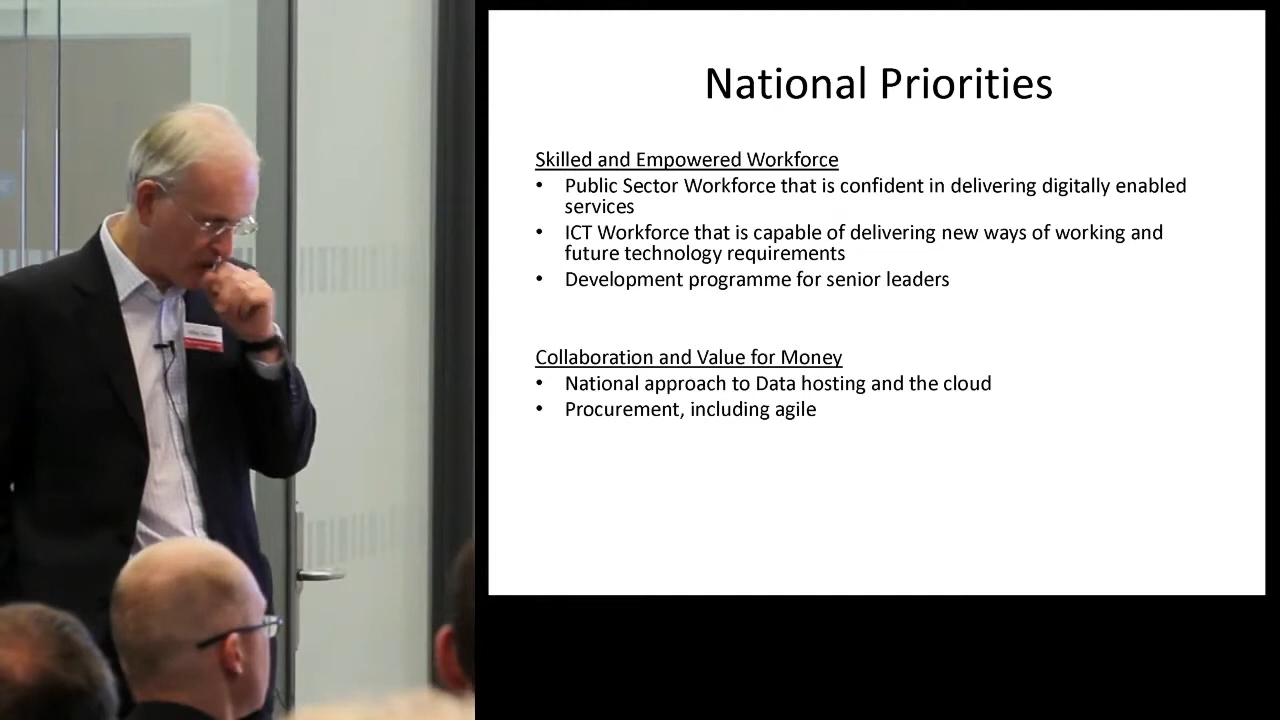 National Priorities
Skilled and Empowered Workforce
• Public Sector Workforce that is confident in delivering digitally enabled
services
• ICT Workforce that is capable of delivering new ways of working and
future technology requirements
• Development programme for senior leaders
Collaboration and Value for Money
• National approach to Data hosting and the cloud
• Procurement, including agile